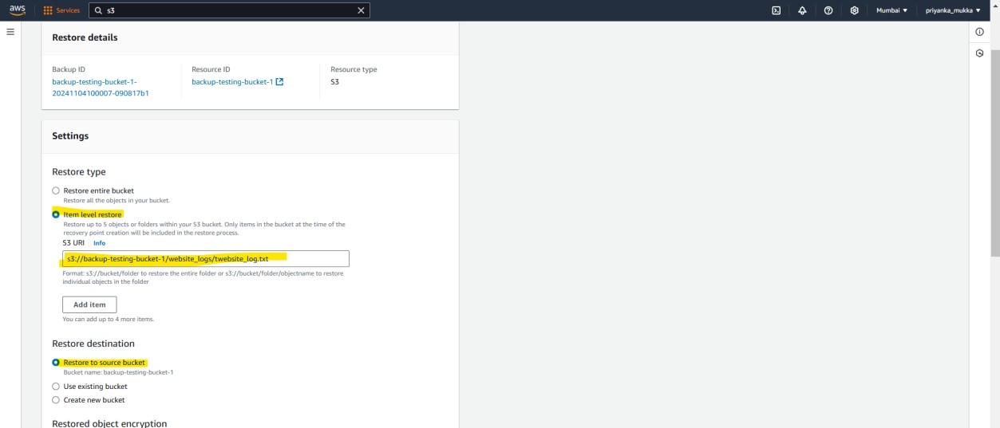 aws Services s3 Mumbai ▼ priyanka_mukka ▼
Restore details
Backup ID Resource ID Resource type
backup-testing-bucket-1- backup-testing-bucket-1 S3
20241104100007-090817b1
Settings
Restore type
Restore entire bucket
Restore all the objects in your bucket.
Item level restore
Restore up to 5 objects or folders within your S3 bucket. Only items in the bucket at the time of the
recovery point creation will be included in the restore process.
S3 URI Info
s3://backup-testing-bucket-1/website_logs/twebsite_log.txt
Format: s3://bucket/folder to restore the entire folder or s3://bucket/folder/objectname to restore
individual objects in the folder
Add item
You can add up to 4 more items.
Restore destination
Restore to source bucket
Bucket name: backup-testing-bucket-1
Use existing bucket
Create new bucket
Restored object encryption